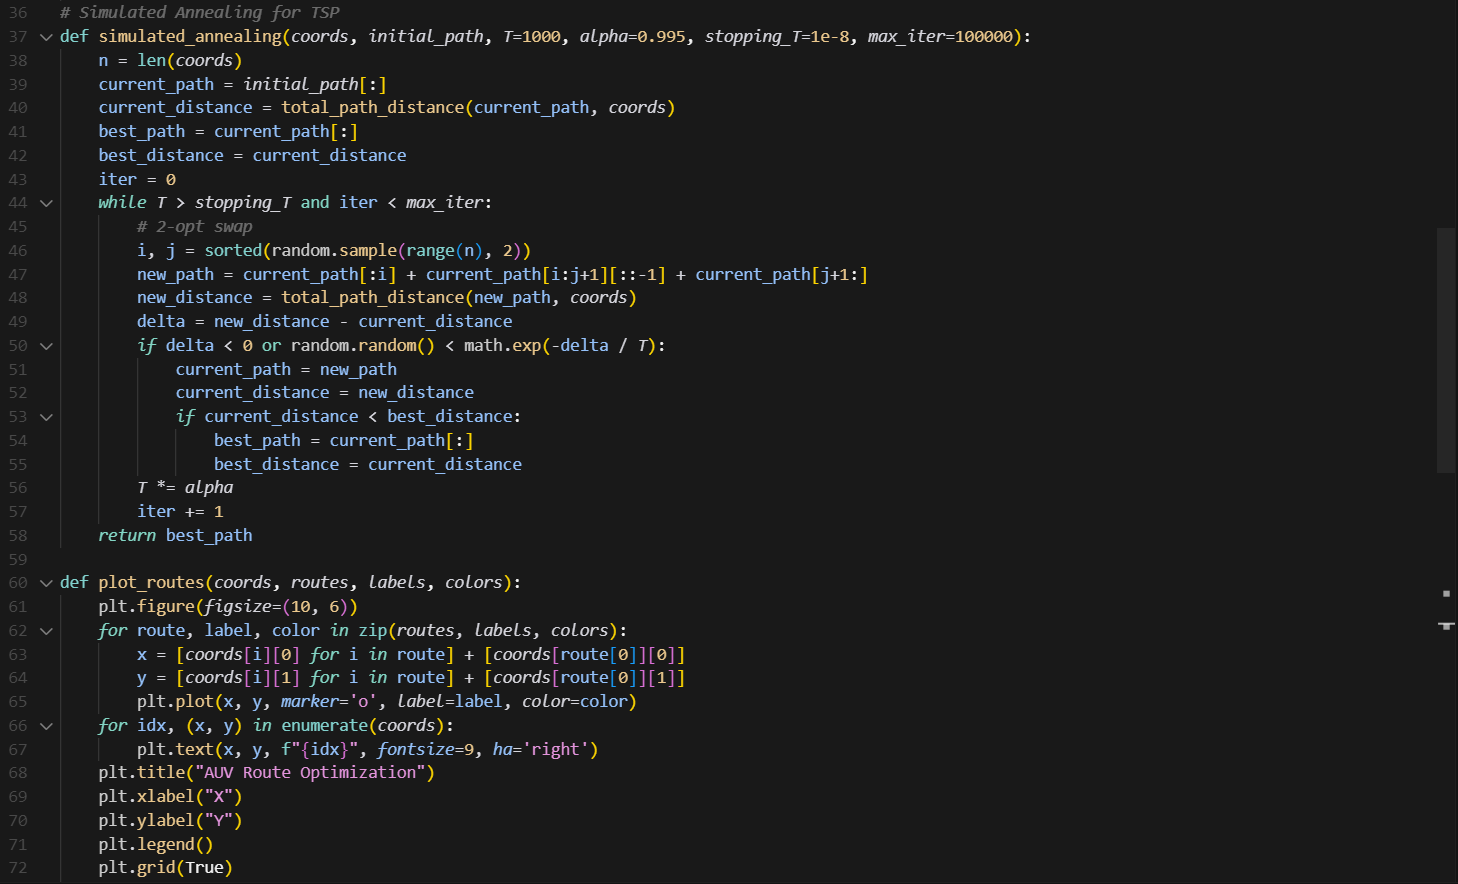 36 # Simulated Annealing for TSP
37 def simulated_annealing(coords, initial_path, T=1000, alpha=0.995, stopping_T=1e-8, max_iter=100000):
38     n = len(coords)
39     current_path = initial_path[:]
40     current_distance = total_path_distance(current_path, coords)
41     best_path = current_path[:]
42     best_distance = current_distance
43     iter = 0
44     while T > stopping_T and iter < max_iter:
45         # 2-opt swap
46         i, j = sorted(random.sample(range(n), 2))
47         new_path = current_path[:i] + current_path[i:j+1][::-1] + current_path[j+1:]
48         new_distance = total_path_distance(new_path, coords)
49         delta = new_distance - current_distance
50         if delta < 0 or random.random() < math.exp(-delta / T):
51             current_path = new_path
52             current_distance = new_distance
53             if current_distance < best_distance:
54                 best_path = current_path[:]
55                 best_distance = current_distance
56         T *= alpha
57         iter += 1
58     return best_path
59
60 def plot_routes(coords, routes, labels, colors):
61     plt.figure(figsize=(10, 6))
62     for route, label, color in zip(routes, labels, colors):
63         x = [coords[i][0] for i in route] + [coords[route[0]][0]]
64         y = [coords[i][1] for i in route] + [coords[route[0]][1]]
65         plt.plot(x, y, marker='o', label=label, color=color)
66     for idx, (x, y) in enumerate(coords):
67         plt.text(x, y, f"{idx}", fontsize=9, ha='right')
68     plt.title("AUV Route Optimization")
69     plt.xlabel("X")
70     plt.ylabel("Y")
71     plt.legend()
72     plt.grid(True)